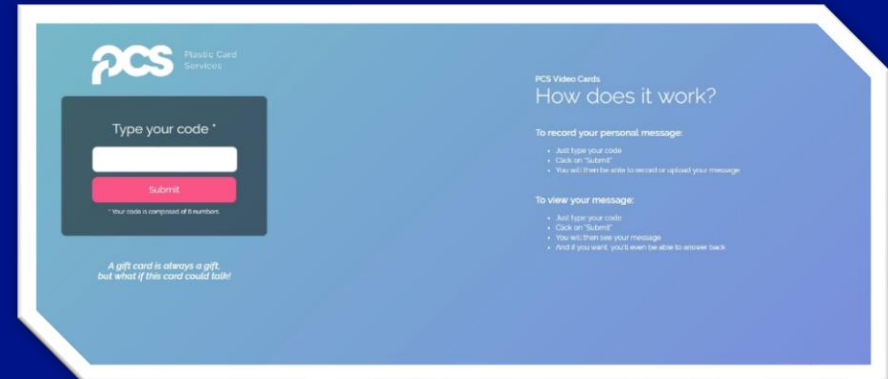 PCS
Plastic Card
Services
Type your code *
Submit
* Your code is composed of 8 numbers
A gift card is always a gift,
but what if this card could talk!
PCS Video Cards
How does it work?
To record your personal message:
• Just type your code
• Click on "Submit"
• You will then be able to record or upload your message
To view your message:
• Just type your code
• Click on "Submit"
• You will then see your message
• And if you want, you'll even be able to answer back